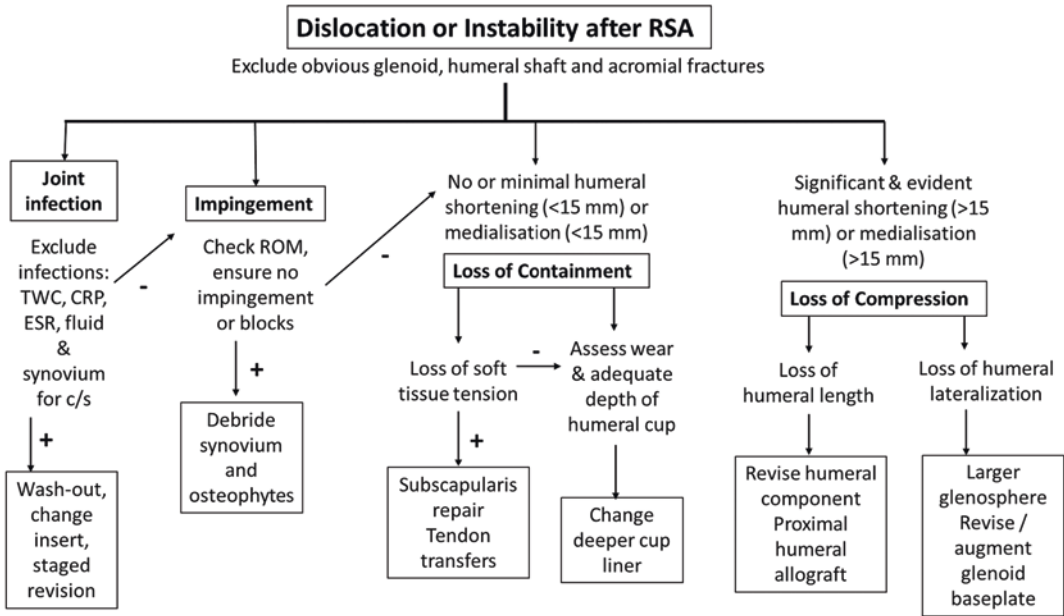 Dislocation or Instability after RSA
Exclude obvious glenoid, humeral shaft and acromial fractures
Joint
infection
Exclude
infections:
TWC, CRP,
ESR, fluid
&
synovium
for c/s
-
+
Wash-out,
change
insert,
staged
revision
Impingement
Check ROM,
ensure no
impingement
or blocks
-
+
Debride
synovium
and
osteophytes
No or minimal humeral
shortening (<15 mm) or
medialisation (<15 mm)
Loss of Containment
Loss of soft
tissue tension
-
+
Subscapularis
repair
Tendon
transfers
Assess wear
& adequate
depth of
humeral cup
Change
deeper cup
liner
Significant & evident
humeral shortening (>15
mm) or medialisation
(>15 mm)
Loss of Compression
Loss of
humeral length
Revise humeral
component
Proximal
humeral
allograft
Loss of humeral
lateralization
Larger
glenosphere
Revise /
augment
glenoid
baseplate